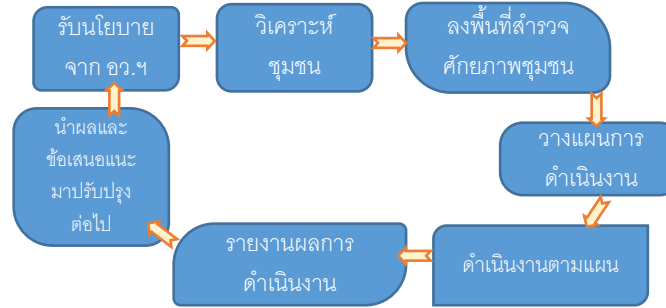 รับนโยบาย
จาก อว.ฯ
วิเคราะห์
ชุมชน
ลงพื้นที่สำรวจ
ศักยภาพชุมชน
วางแผนการ
ดำเนินงาน
ดำเนินงานตามแผน
รายงานผลการ
ดำเนินงาน
นำผลและ
ข้อเสนอแนะ
มาปรับปรุง
ต่อไป